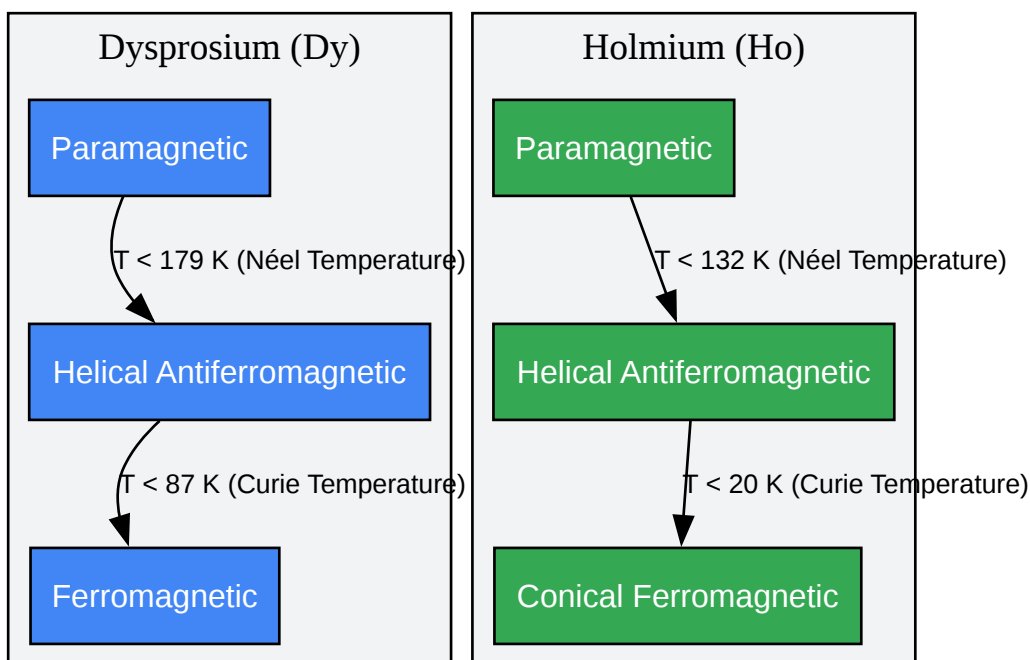 Dysprosium (Dy)
Paramagnetic
T < 179 K (Néel Temperature)
Helical Antiferromagnetic
T < 87 K (Curie Temperature)
Ferromagnetic
Holmium (Ho)
Paramagnetic
T < 132 K (Néel Temperature)
Helical Antiferromagnetic
T < 20 K (Curie Temperature)
Conical Ferromagnetic